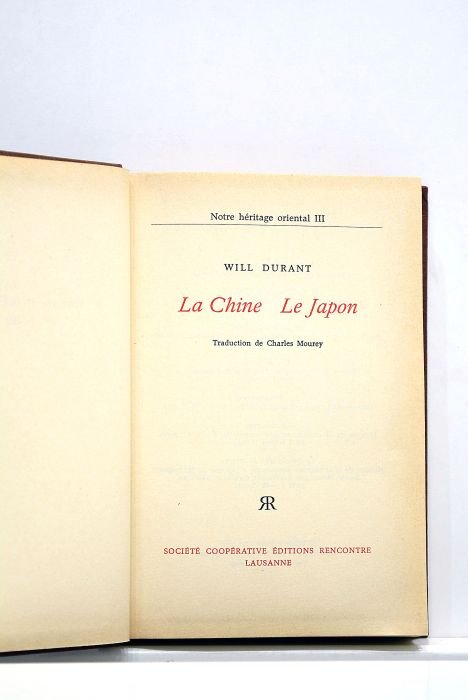 Notre héritage oriental III
WILL DURANT
La Chine Le Japon
Traduction de Charles Mourey
RR
SOCIÉTÉ COOPÉRATIVE ÉDITIONS RENCONTRE
LAUSANNE